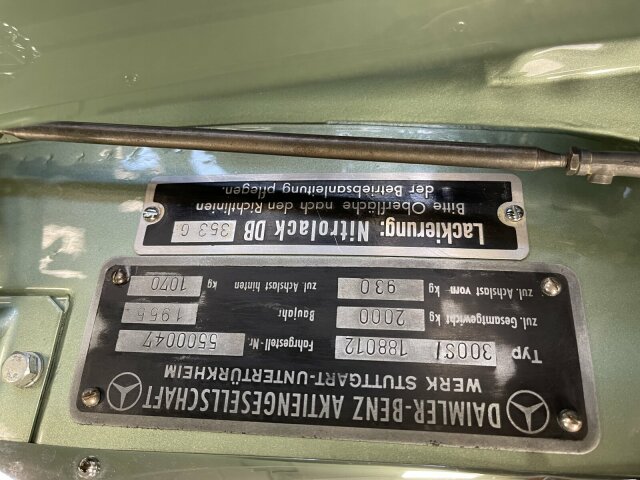 DAIMLER-BENZ AKTIENGESELLSCHAFT
WERK STUTTGART-UNTERTÜRKHEIM
Typ 300S/ 188012 Fahrgestell Nr. 5500047
zul. Gesamtgewicht kg 2000 Baujahr 1955
zul. Achslast vorn kg 930 zul. Achslast hinten kg 1070
Lackierung: Nitrolack DB 353 G
Bitte Oberfläche nach den Richtlinien
der Betriebsanleitung pflegen.